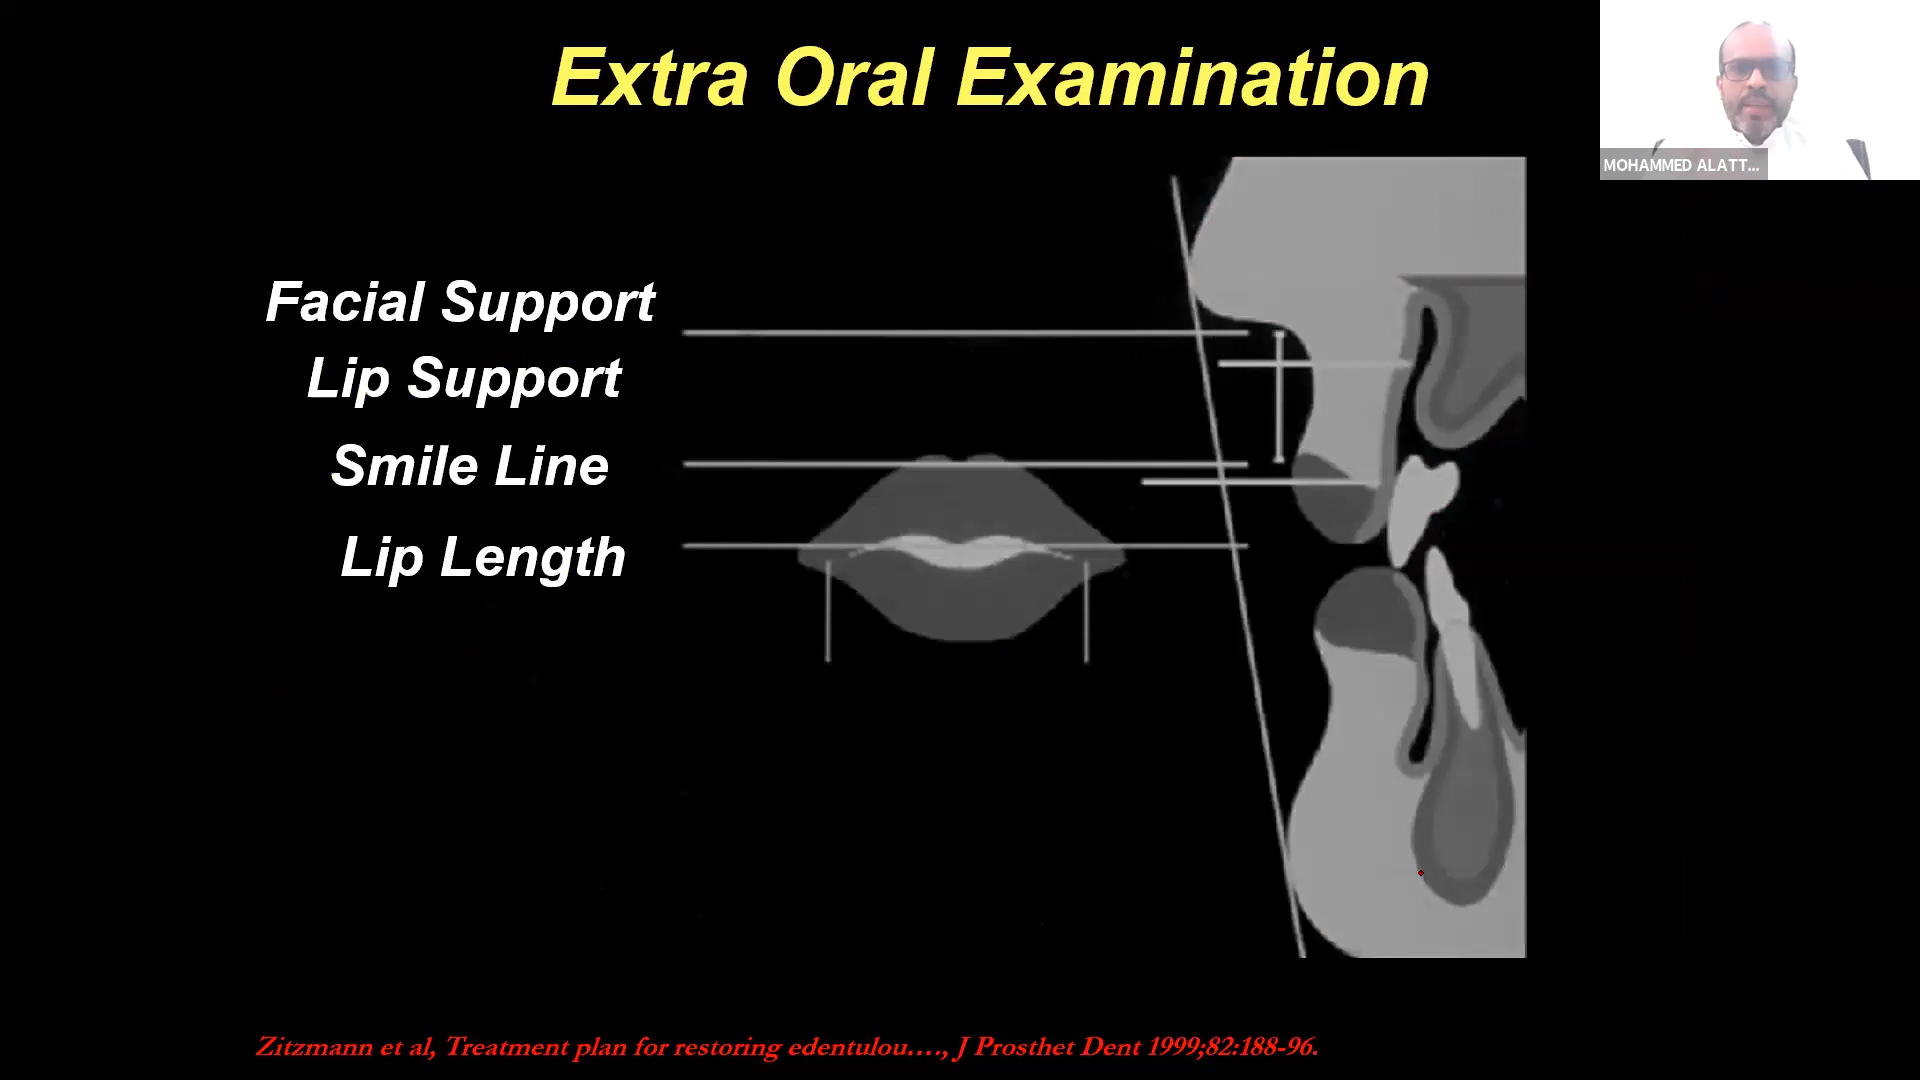 Extra Oral Examination
MOHAMMED ALATT...
Facial Support
Lip Support
Smile Line
Lip Length
Zitzmann et al, Treatment plan for restoring edentulou...., J Prosthet Dent 1999;82:188-96.